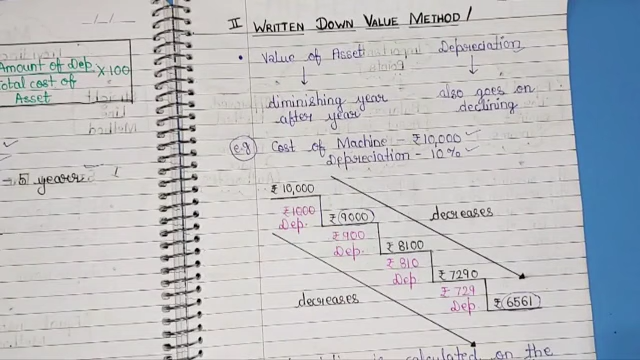 Amount of Dep × 100
Total cost of
Asset
5 years
II WRITTEN DOWN VALUE METHOD /
• Value of Asset
Depreciation
↓
↓
diminishing year
after year
also goes on
declining
e.g Cost of Machine - ₹10,000
Depreciation - 10%
₹ 10,000
₹1000
Dep.
₹(9000)
₹ 900
Dep.
₹ 8100
₹ 810
Dep
₹ 7290
₹ 729
Dep
₹(6561)
decreases
decreases
is calculated on the